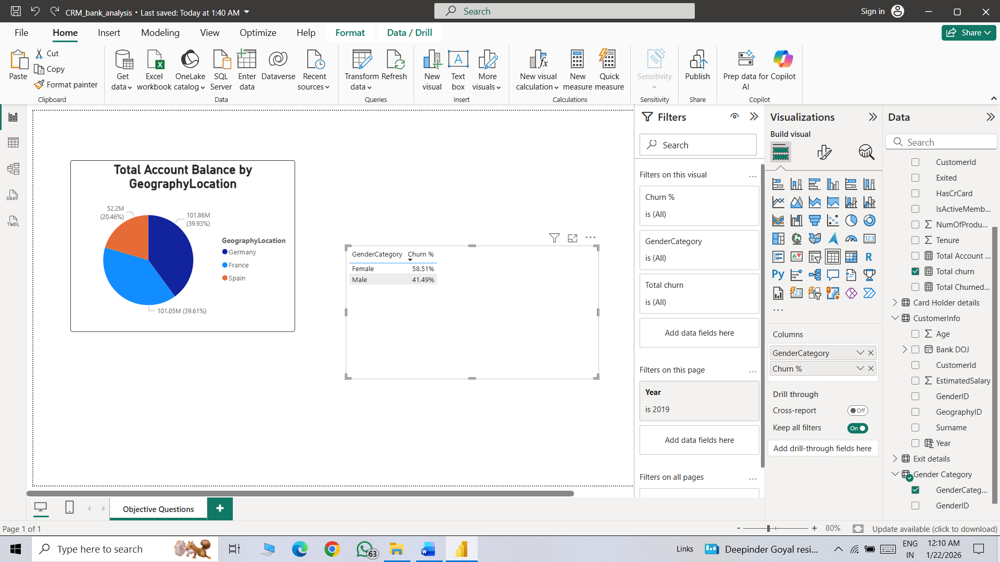 CRM_bank_analysis • Last saved: Today at 1:40 AM
Search
Sign in
File
Home
Insert
Modeling
View
Optimize
Help
Format
Data / Drill
Share
Paste
Cut
Copy
Format painter
Clipboard
Get data
Excel workbook
OneLake catalog
SQL Server
Enter data
Dataverse
Recent sources
Data
Transform data
Refresh
Queries
New visual
Text box
More visuals
Insert
New visual calculation
New measure
Quick measure
Calculations
Sensitivity
Sensitivity
Publish
Share
Prep data for AI
Copilot
Copilot
DAX
TMDL
Total Account Balance by
GeographyLocation
52.2M
(20.46%)
101.86M
(39.93%)
101.05M (39.61%)
GeographyLocation
Germany
France
Spain
GenderCategory Churn %
Female 58.51%
Male 41.49%
Filters
Search
Filters on this visual
Churn %
is (All)
GenderCategory
is (All)
Total churn
is (All)
Add data fields here
Filters on this page
Year
is 2019
Add data fields here
Filters on all pages
Visualizations
Build visual
123
R
Py
123
Columns
GenderCategory
Churn %
Drill through
Cross-report
Off
Keep all filters
On
Add drill-through fields here
Data
Search
CustomerId
Exited
HasCrCard
IsActiveMemb...
NumOfProdu...
Tenure
Total Account ...
Total churn
Total Churned...
Card Holder details
CustomerInfo
Age
Bank DOJ
CustomerId
EstimatedSalary
GenderID
GeographyID
Surname
Year
Exit details
Gender Category
GenderCateg...
GenderID
Objective Questions
+
Page 1 of 1
- + 80%
Update available (click to download)
Type here to search
63
Links
Deepinder Goyal resi...
ENG
IN
12:10 AM
1/22/2026